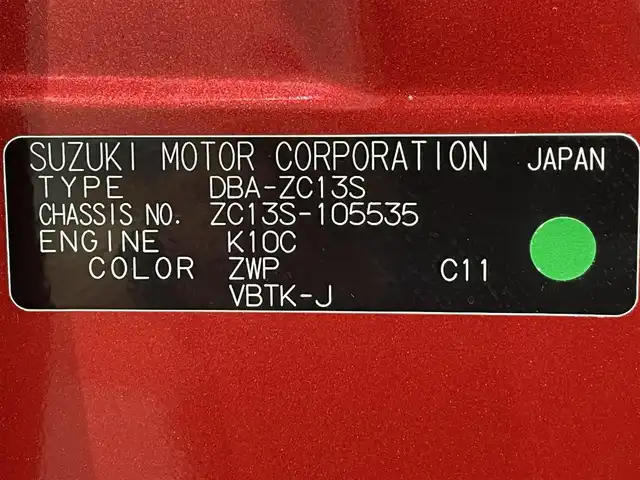 SUZUKI MOTOR CORPORATION JAPAN
TYPE DBA-ZC13S
CHASSIS NO. ZC13S-105535
ENGINE K10C
COLOR ZWP C11
VBTK-J